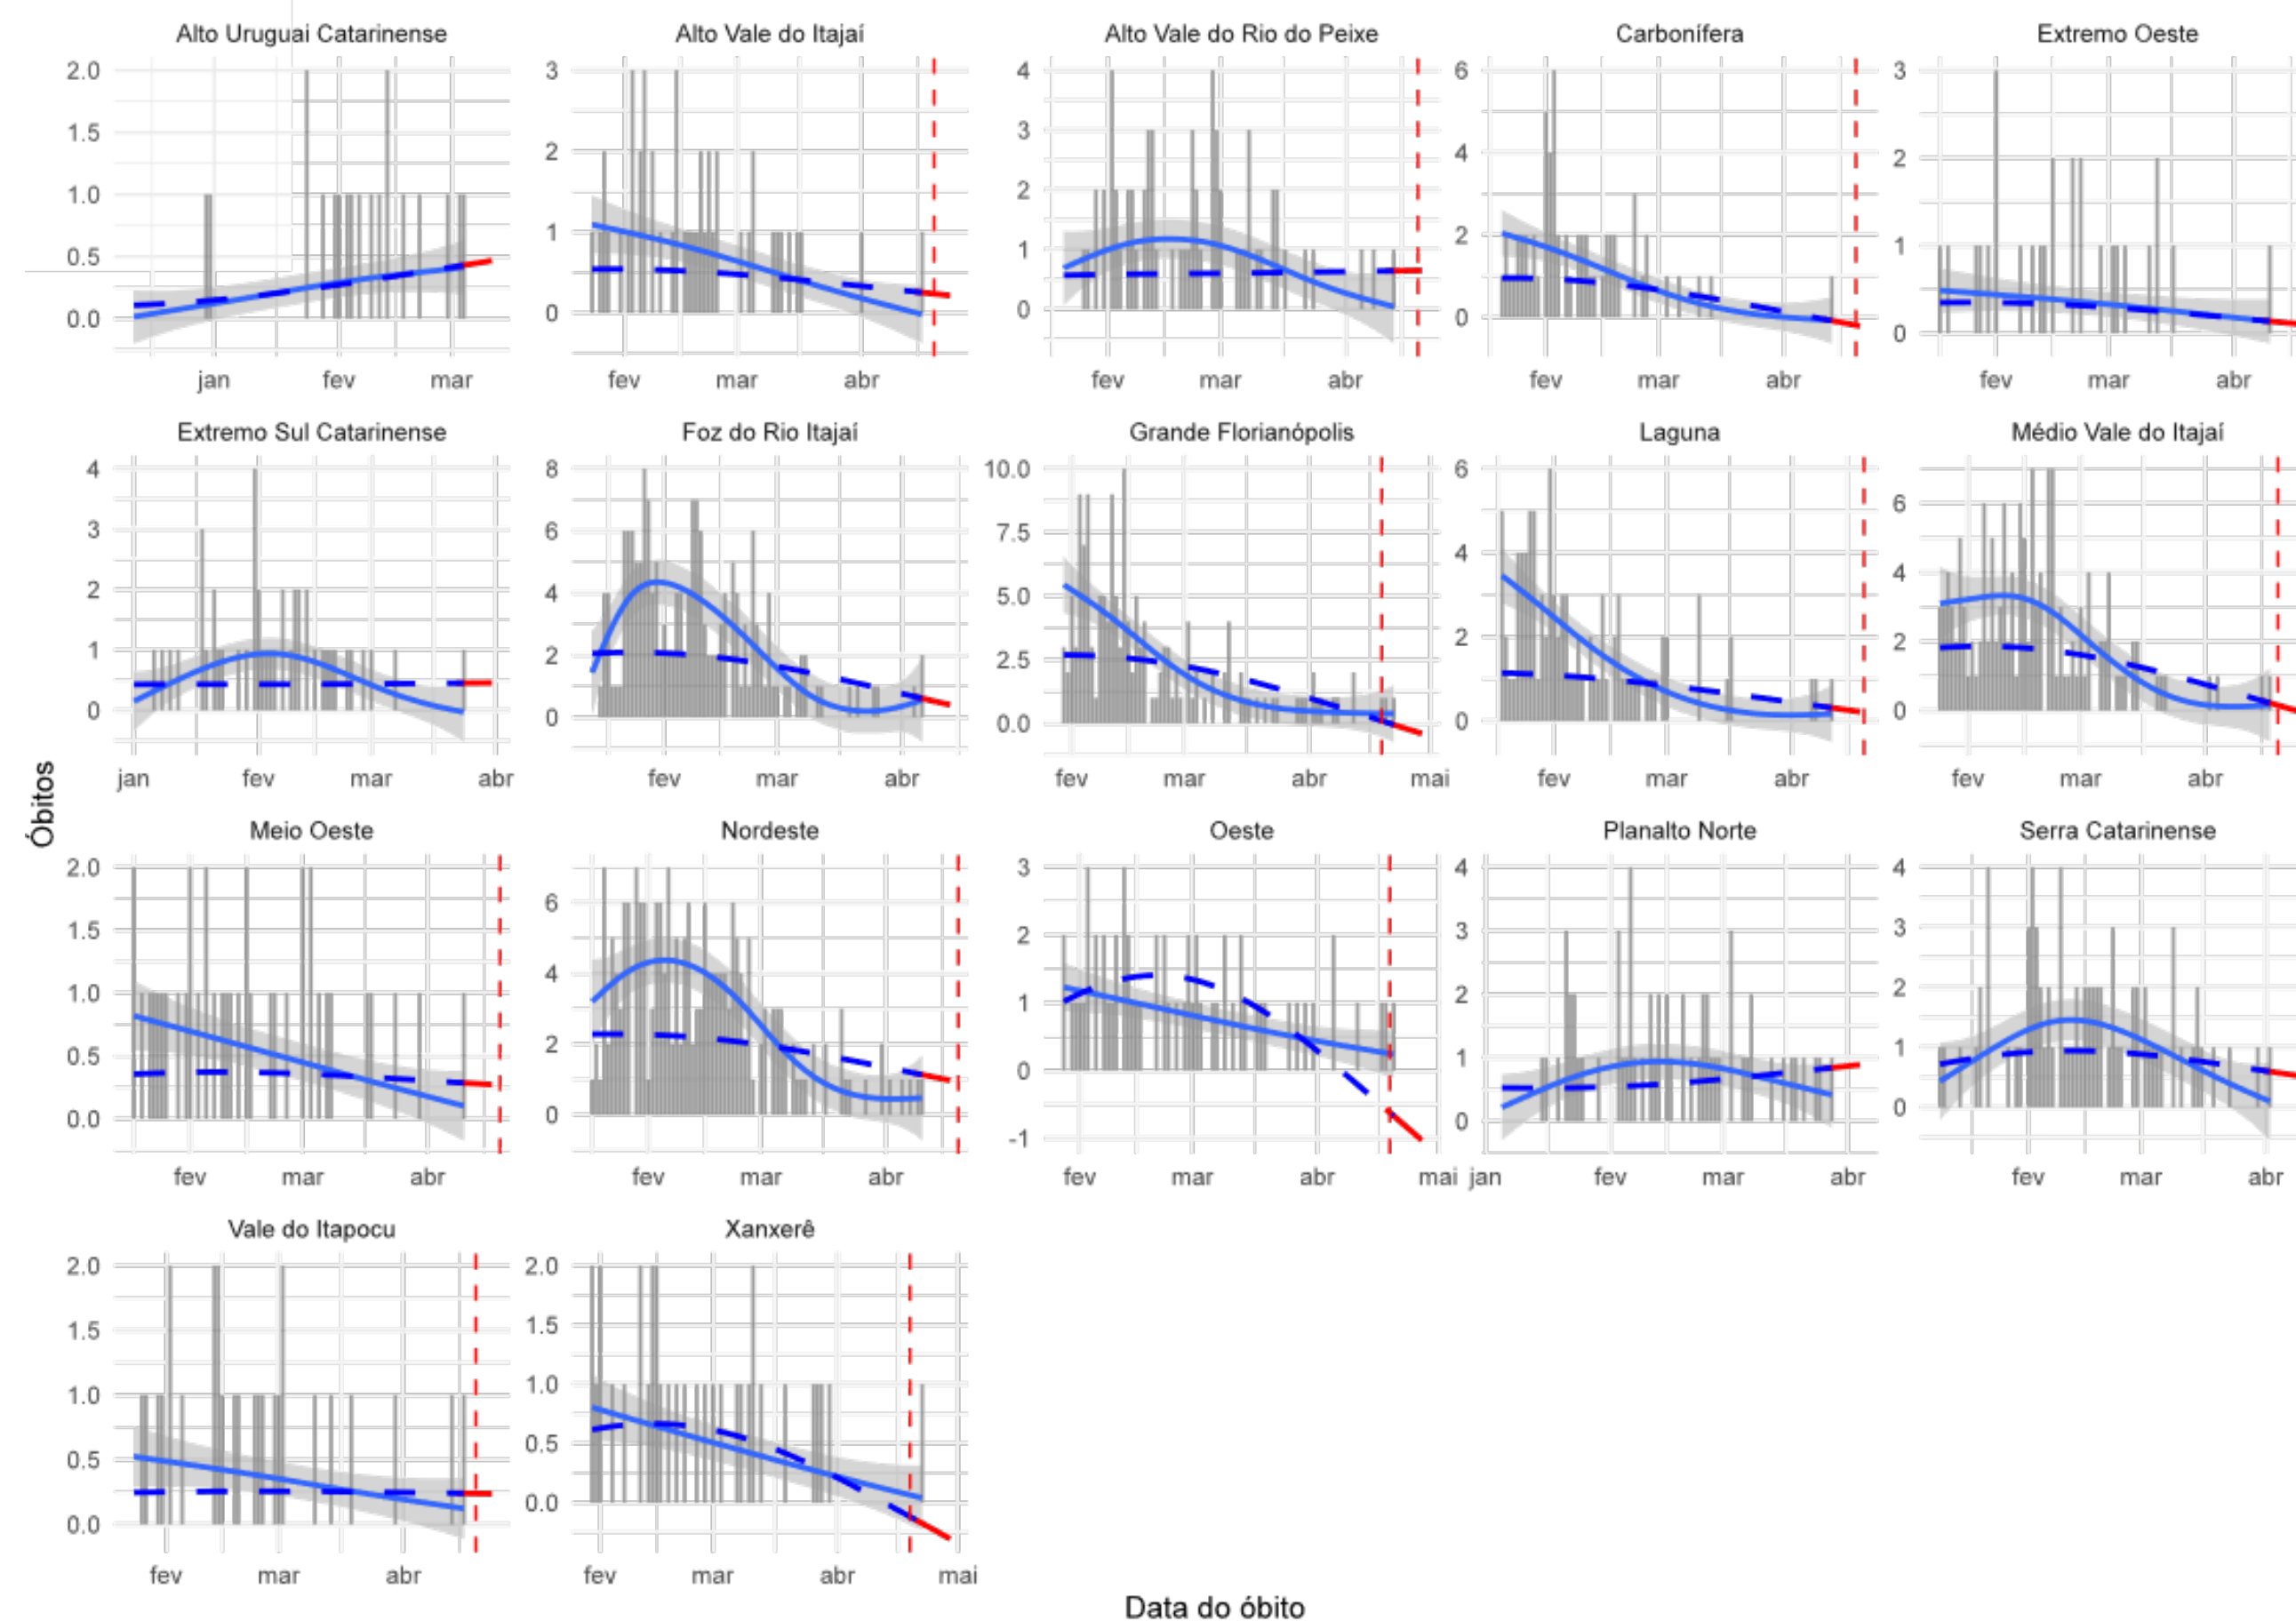 Alto Uruguai Catarinense
Alto Vale do Itajaí
Alto Vale do Rio do Peixe
Carbonífera
Extremo Oeste
2.0
1.5
1.0
0.5
0.0
3
2
1
0
4
3
2
1
0
6
4
2
0
3
2
1
0
jan fev mar
fev mar abr
fev mar abr
fev mar abr
fev mar abr
Extremo Sul Catarinense
Foz do Rio Itajaí
Grande Florianópolis
Laguna
Médio Vale do Itajaí
4
3
2
1
0
8
6
4
2
0
10.0
7.5
5.0
2.5
0.0
6
4
2
0
6
4
2
0
jan fev mar abr
fev mar abr
fev mar abr mai
fev mar abr
fev mar abr
Óbitos
Meio Oeste
Nordeste
Oeste
Planalto Norte
Serra Catarinense
2.0
1.5
1.0
0.5
0.0
6
4
2
0
3
2
1
0
-1
4
3
2
1
0
4
3
2
1
0
fev mar abr
fev mar abr
fev mar abr mai
jan fev mar abr
fev mar abr
Vale do Itapocu
Xanxerê
2.0
1.5
1.0
0.5
0.0
2.0
1.5
1.0
0.5
0.0
fev mar abr
fev mar abr mai
Data do óbito